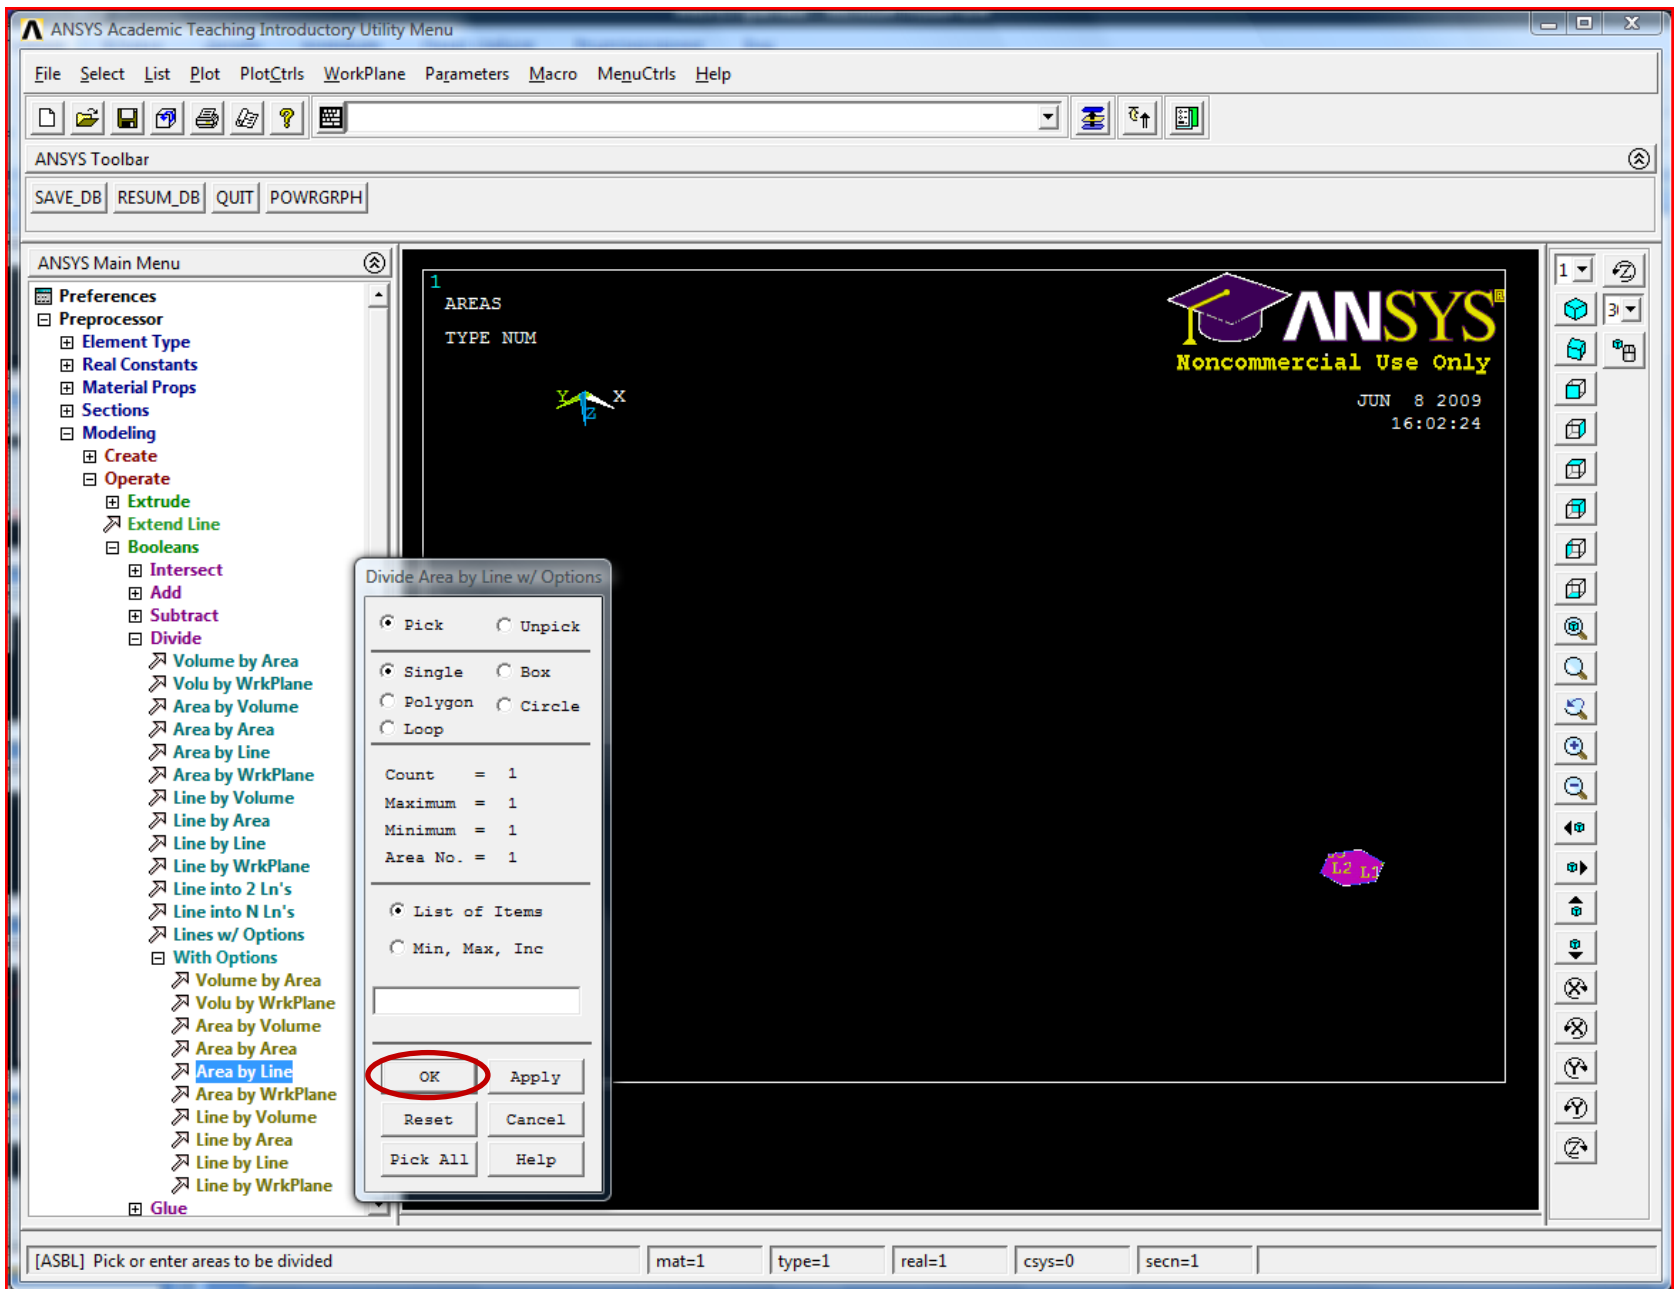 ANSYS Academic Teaching Introductory Utility Menu
File Select List Plot PlotCtrls WorkPlane Parameters Macro MenuCtrls Help
ANSYS Toolbar
SAVE_DB RESUM_DB QUIT POWRGRPH
ANSYS Main Menu
Preferences
Preprocessor
Element Type
Real Constants
Material Props
Sections
Modeling
Create
Operate
Extrude
Extend Line
Booleans
Intersect
Add
Subtract
Divide
Volume by Area
Volu by WrkPlane
Area by Volume
Area by Area
Area by Line
Area by WrkPlane
Line by Volume
Line by Area
Line by Line
Line by WrkPlane
Line into 2 Ln's
Line into N Ln's
Lines w/ Options
With Options
Volume by Area
Volu by WrkPlane
Area by Volume
Area by Area
Area by Line
Area by WrkPlane
Line by Volume
Line by Area
Line by Line
Line by WrkPlane
Glue
Divide Area by Line w/ Options
Pick Unpick
Single Box
Polygon Circle
Loop
Count = 1
Maximum = 1
Minimum = 1
Area No. = 1
List of Items
Min, Max, Inc
OK Apply
Reset Cancel
Pick All Help
1
AREAS
TYPE NUM
Y X
Z
ANSYS®
Noncommercial Use Only
JUN 8 2009
16:02:24
L2 L1
1
Z
X
X
Y
Y
Z
[ASBL] Pick or enter areas to be divided
mat=1 type=1 real=1 csys=0 secn=1